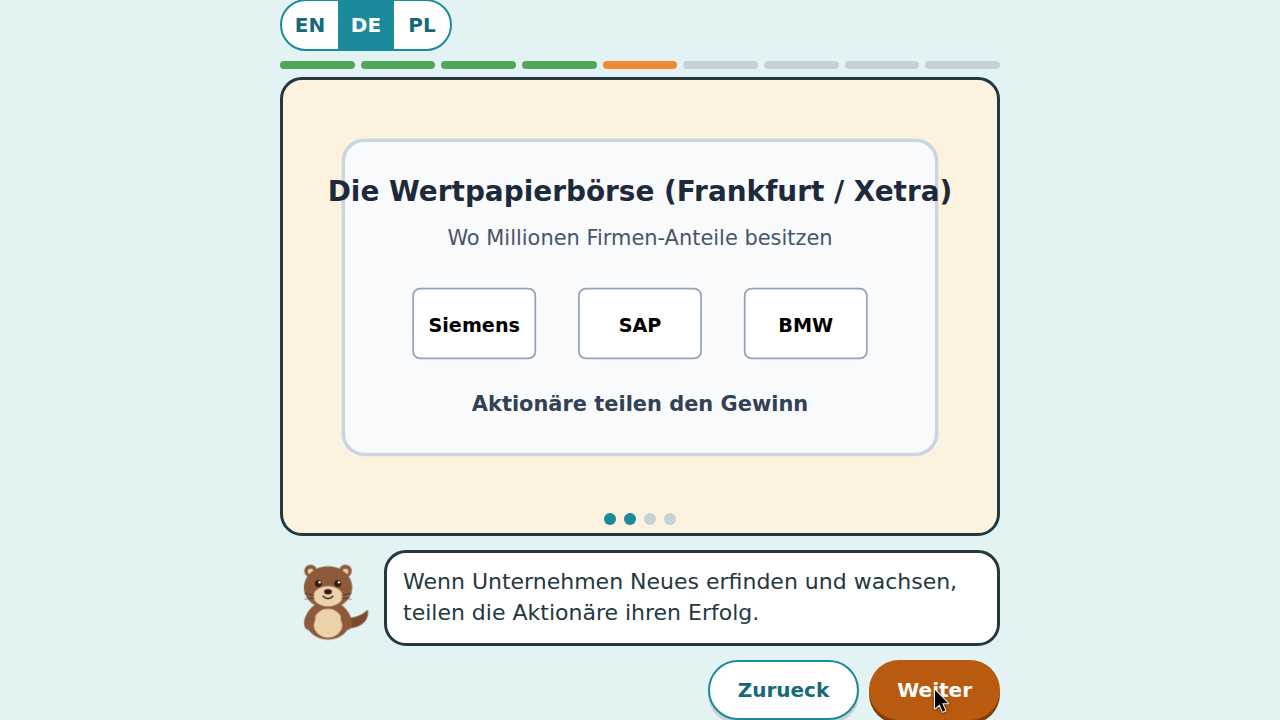 EN DE PL
Die Wertpapierbörse (Frankfurt / Xetra)
Wo Millionen Firmen-Anteile besitzen
Siemens SAP BMW
Aktionäre teilen den Gewinn
Wenn Unternehmen Neues erfinden und wachsen,
teilen die Aktionäre ihren Erfolg.
Zurueck Weiter